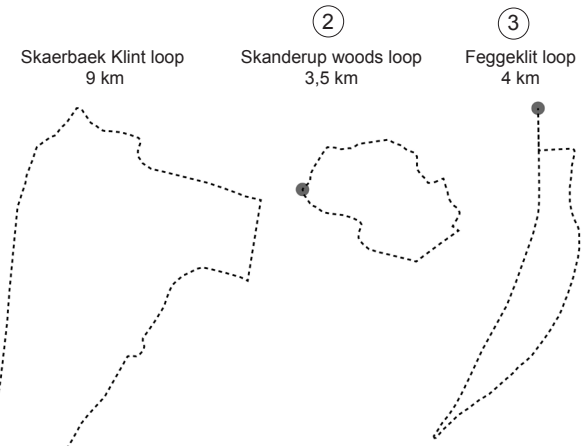 Skaerbaek Klint loop
9 km
2
Skanderup woods loop
3,5 km
3
Feggeklit loop
4 km